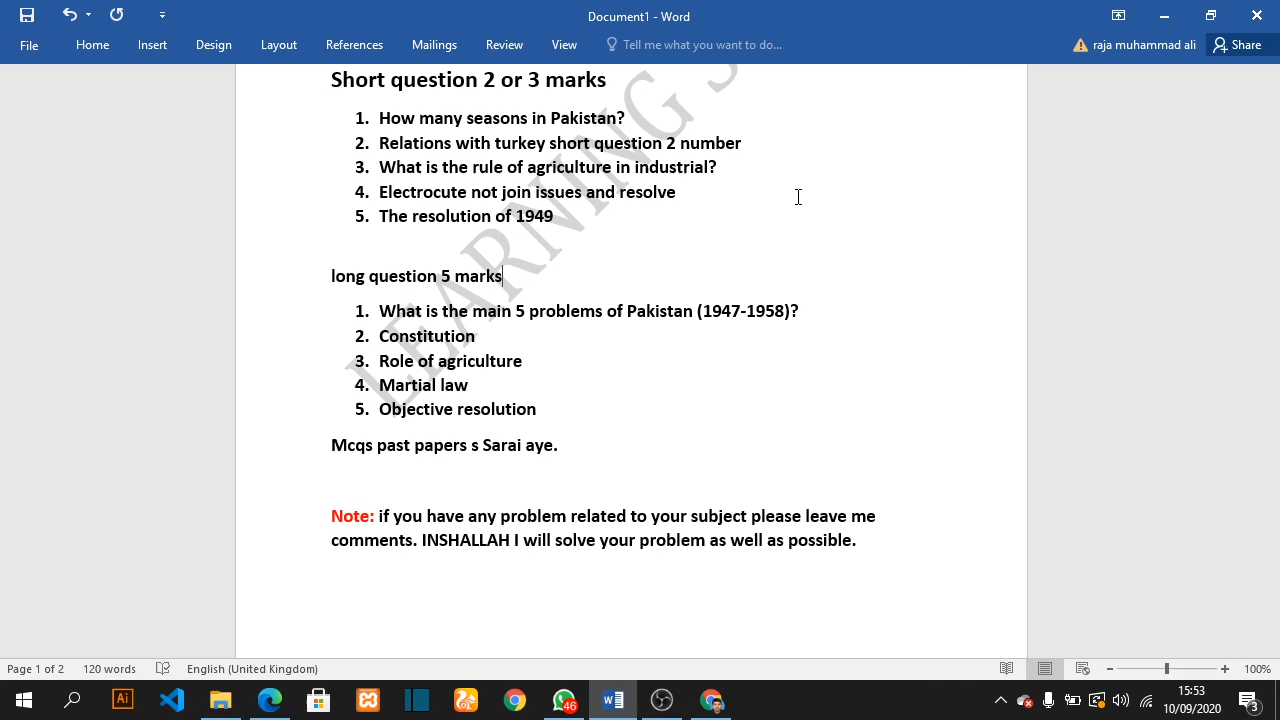 Document1 - Word
File Home Insert Design Layout References Mailings Review View Tell me what you want to do... raja muhammad ali Share
Short question 2 or 3 marks
1. How many seasons in Pakistan?
2. Relations with turkey short question 2 number
3. What is the rule of agriculture in industrial?
4. Electrocute not join issues and resolve
5. The resolution of 1949
long question 5 marks
1. What is the main 5 problems of Pakistan (1947-1958)?
2. Constitution
3. Role of agriculture
4. Martial law
5. Objective resolution
Mcqs past papers s Sarai aye.
Note: if you have any problem related to your subject please leave me
comments. INSHALLAH I will solve your problem as well as possible.
LEARNING
Page 1 of 2 120 words English (United Kingdom) 100%
Ai 46 15:53
10/09/2020 3